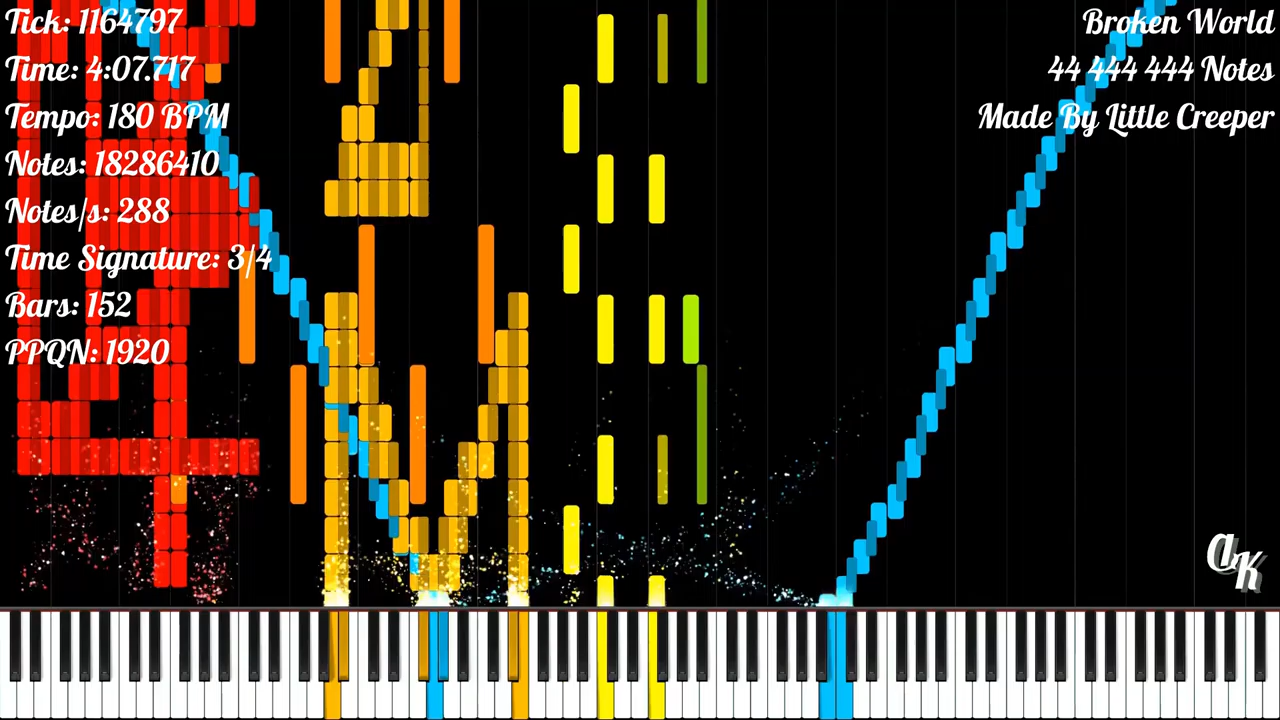 Tick: 1164797
Time: 4:07.717
Tempo: 180 BPM
Notes: 18286410
Notes/s: 288
Time Signature: 3/4
Bars: 152
PPQN: 1920
Broken World
44 444 444 Notes
Made By Little Creeper
AK